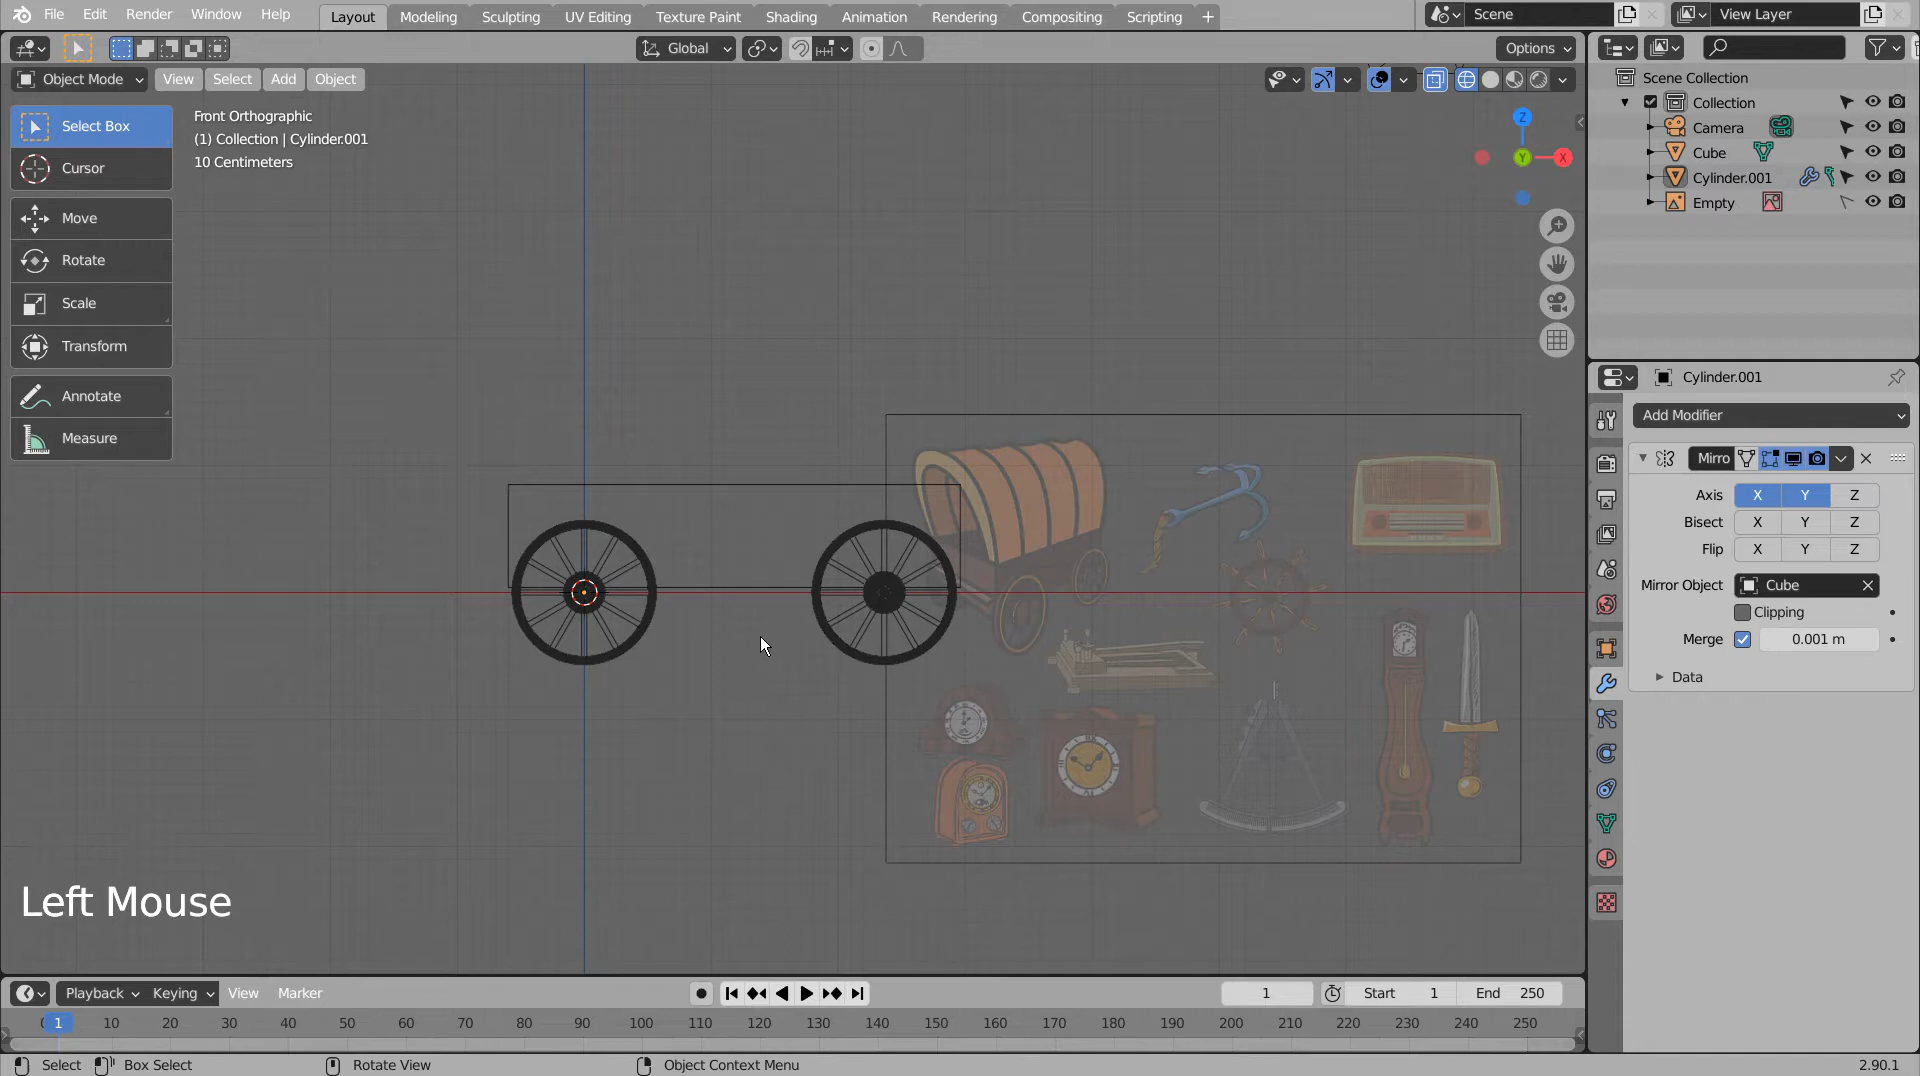 File Edit Render Window Help Layout Modeling Sculpting UV Editing Texture Paint Shading Animation Rendering Compositing Scripting + Scene View Layer
Global Options
Object Mode View Select Add Object
Select Box
Cursor
Move
Rotate
Scale
Transform
Annotate
Measure
Front Orthographic
(1) Collection | Cylinder.001
10 Centimeters
Z
Y
X
Scene Collection
Collection
Camera
Cube
Cylinder.001
Empty
Cylinder.001
Add Modifier
Mirro
Axis X Y Z
Bisect X Y Z
Flip X Y Z
Mirror Object Cube
Clipping
Merge 0.001 m
Data
Left Mouse
Playback Keying View Marker 1 Start 1 End 250
0 1 10 20 30 40 50 60 70 80 90 100 110 120 130 140 150 160 170 180 190 200 210 220 230 240 250
Select Box Select Rotate View Object Context Menu 2.90.1